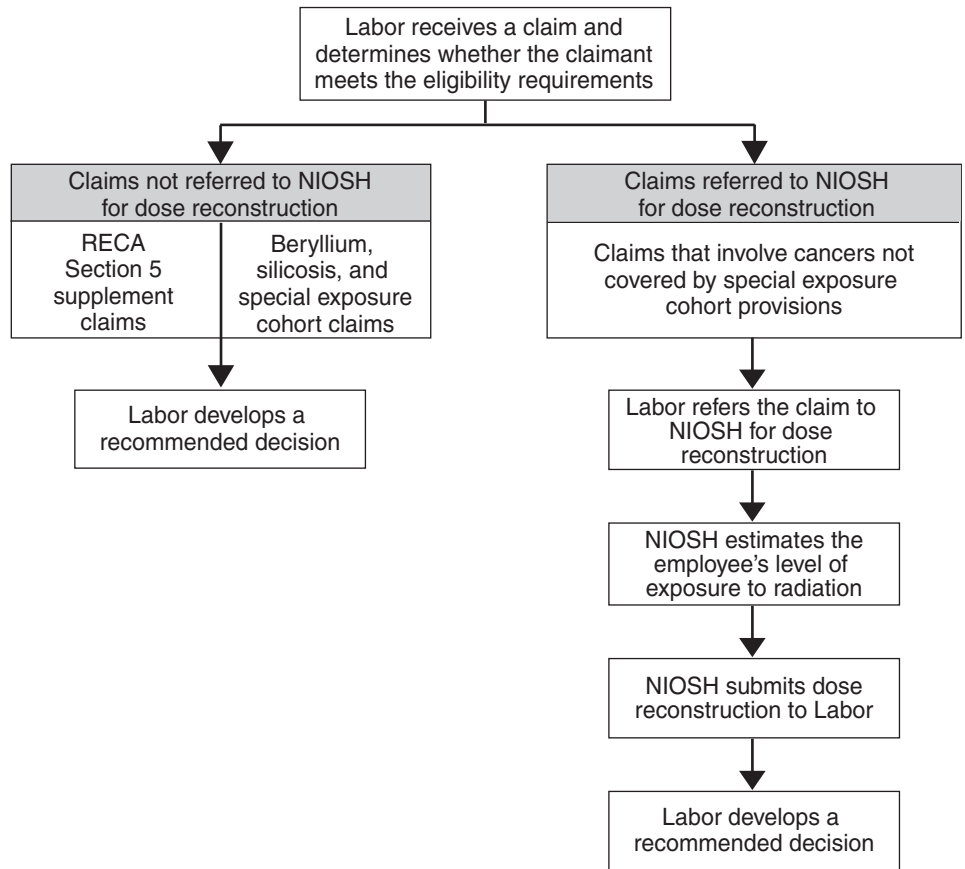 Labor receives a claim and
determines whether the claimant
meets the eligibility requirements
Claims not referred to NIOSH
for dose reconstruction
RECA
Section 5
supplement
claims
Beryllium,
silicosis, and
special exposure
cohort claims
Labor develops a
recommended decision
Claims referred to NIOSH
for dose reconstruction
Claims that involve cancers not
covered by special exposure
cohort provisions
Labor refers the claim to
NIOSH for dose
reconstruction
NIOSH estimates the
employee's level of
exposure to radiation
NIOSH submits dose
reconstruction to Labor
Labor develops a
recommended decision